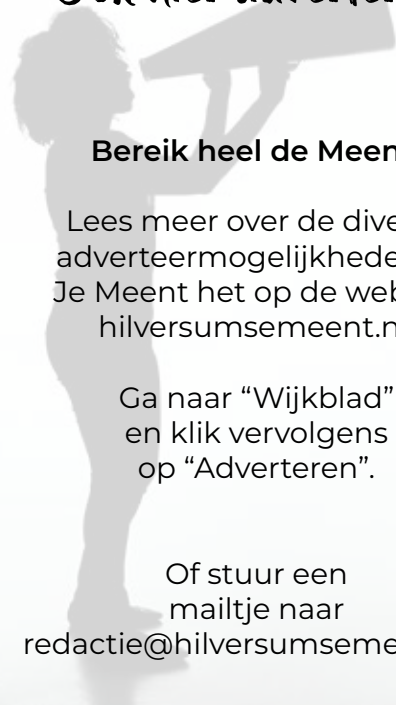 Bereik heel de Meen
Lees meer over de dive
adverteermogelijkhede
Je Meent het op de web
hilversumsemeent.n
Ga naar “Wijkblad”
en klik vervolgens
op “Adverteren”.
Of stuur een
mailtje naar
redactie@hilversumseme